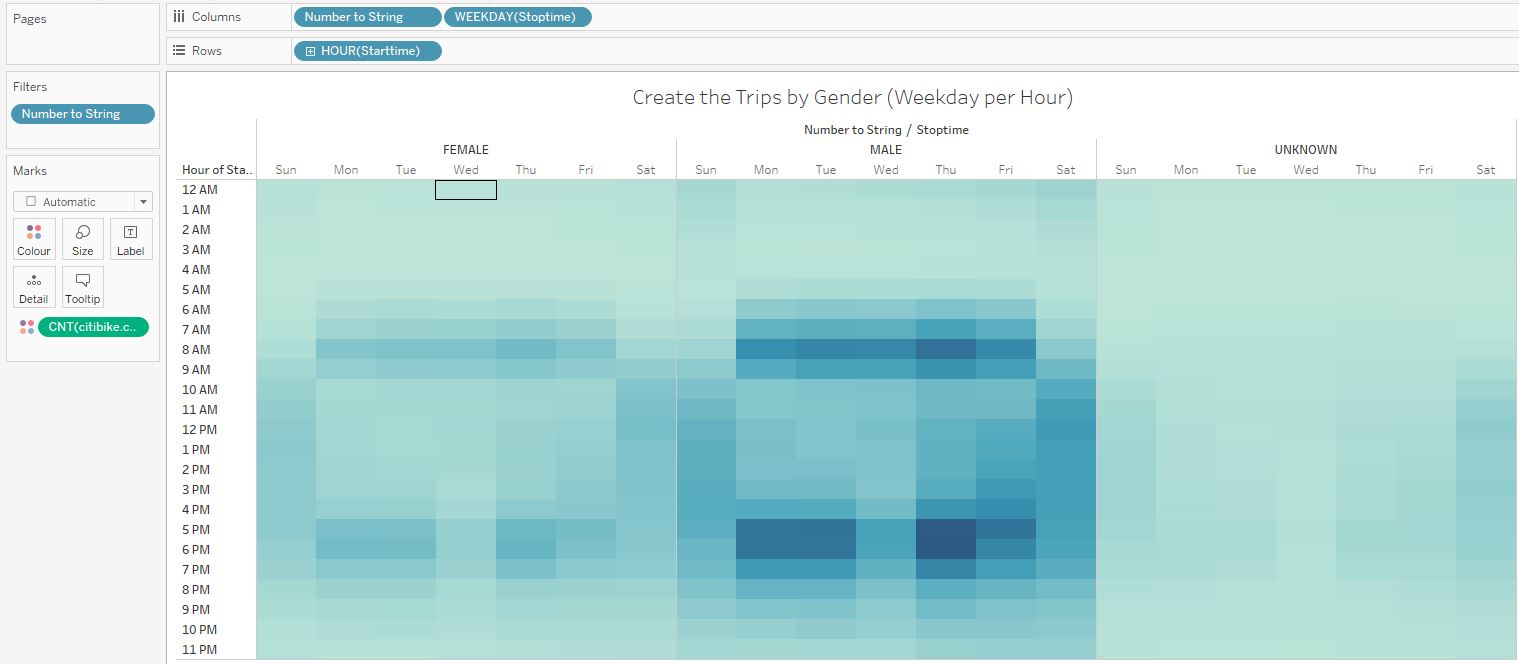 Pages
Columns Number to String WEEKDAY(Stoptime)
Rows HOUR(Starttime)
Filters
Number to String
Marks
Automatic
Colour Size Label
Detail Tooltip
CNT(citibike.c..
Create the Trips by Gender (Weekday per Hour)
Number to String / Stoptime
FEMALE MALE UNKNOWN
Hour of Sta.. Sun Mon Tue Wed Thu Fri Sat Sun Mon Tue Wed Thu Fri Sat Sun Mon Tue Wed Thu Fri Sat
12 AM
1 AM
2 AM
3 AM
4 AM
5 AM
6 AM
7 AM
8 AM
9 AM
10 AM
11 AM
12 PM
1 PM
2 PM
3 PM
4 PM
5 PM
6 PM
7 PM
8 PM
9 PM
10 PM
11 PM